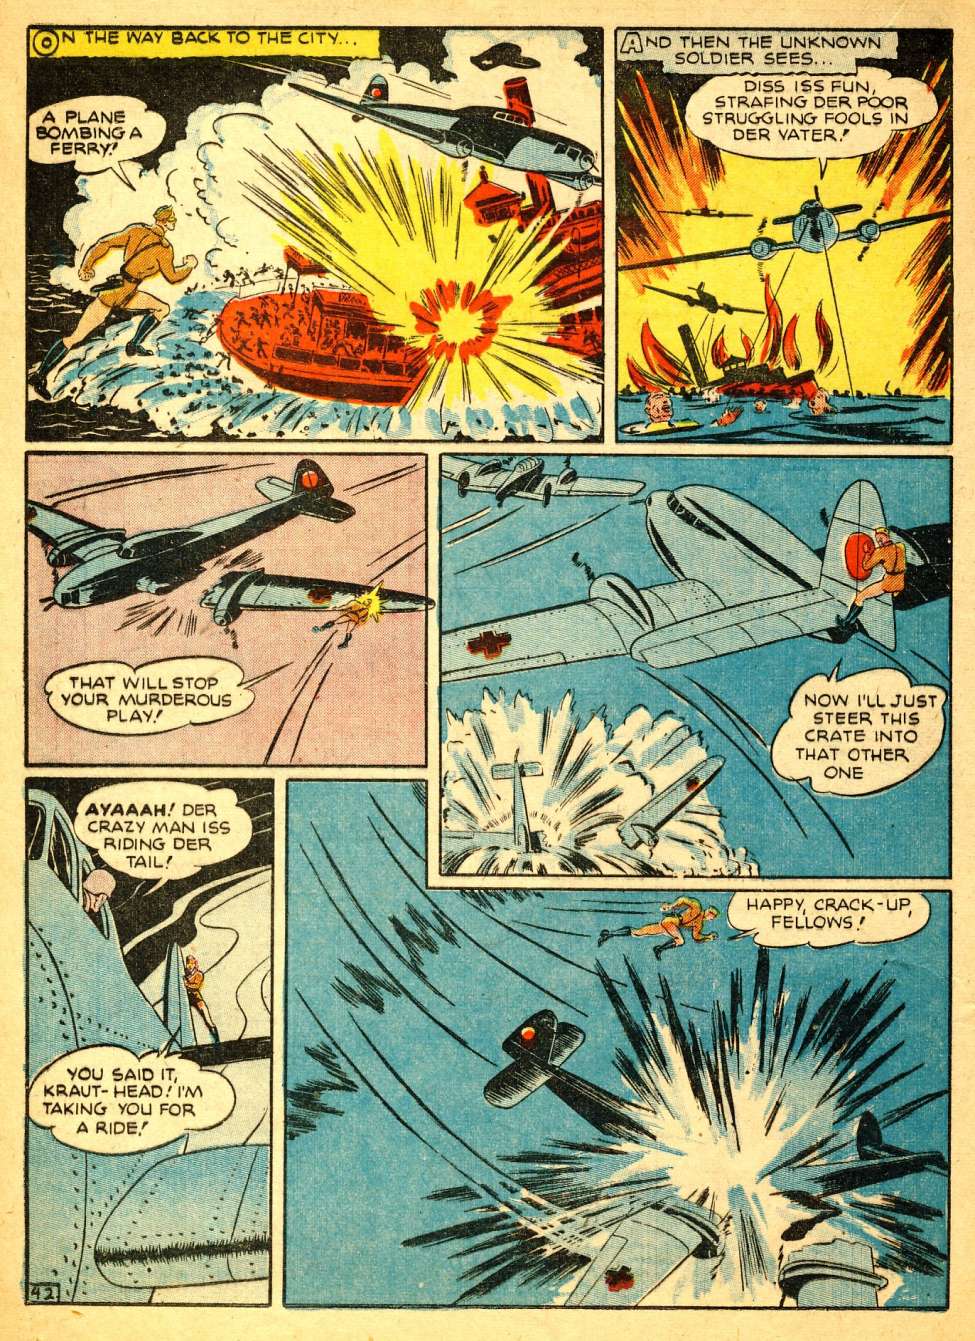 ON THE WAY BACK TO THE CITY...
A PLANE
BOMBING A
FERRY!
AND THEN THE UNKNOWN
SOLDIER SEES...
DISS ISS FUN,
STRAFING DER POOR
STRUGGLING FOOLS IN
DER VATER!
THAT WILL STOP
YOUR MURDEROUS
PLAY!
NOW I'LL JUST
STEER THIS
CRATE INTO
THAT OTHER
ONE
AYAAAH! DER
CRAZY MAN ISS
RIDING DER
TAIL!
YOU SAID IT,
KRAUT-HEAD! I'M
TAKING YOU FOR
A RIDE!
HAPPY, CRACK-UP,
FELLOWS!
42